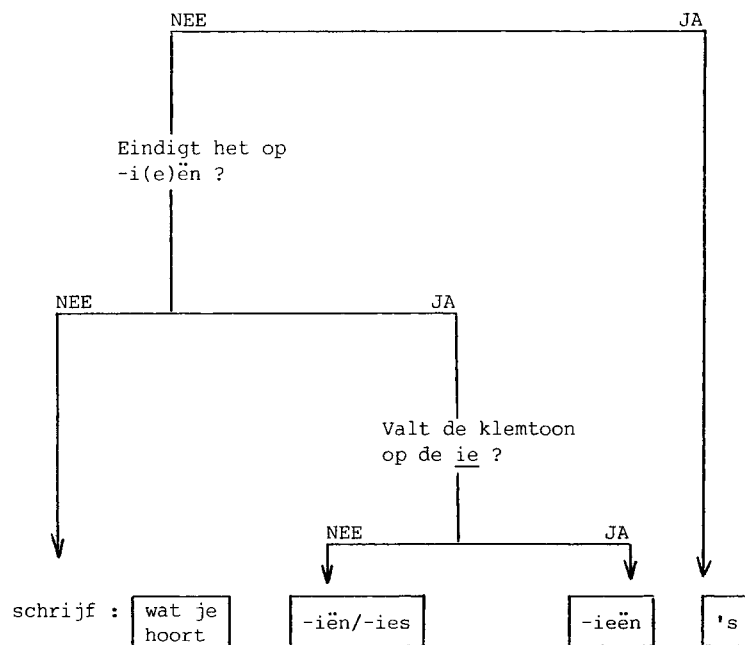 NEE JA
Eindigt het op
-i(e)ën ?
NEE JA
Valt de klemtoon
op de ie ?
NEE JA
schrijf : wat je
hoort
-iën/-ies
-ieën
's